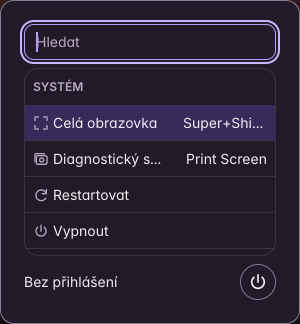 Hledat
SYSTÉM
Celá obrazovka Super+Shi...
Diagnostický s... Print Screen
Restartovat
Vypnout
Bez přihlášení